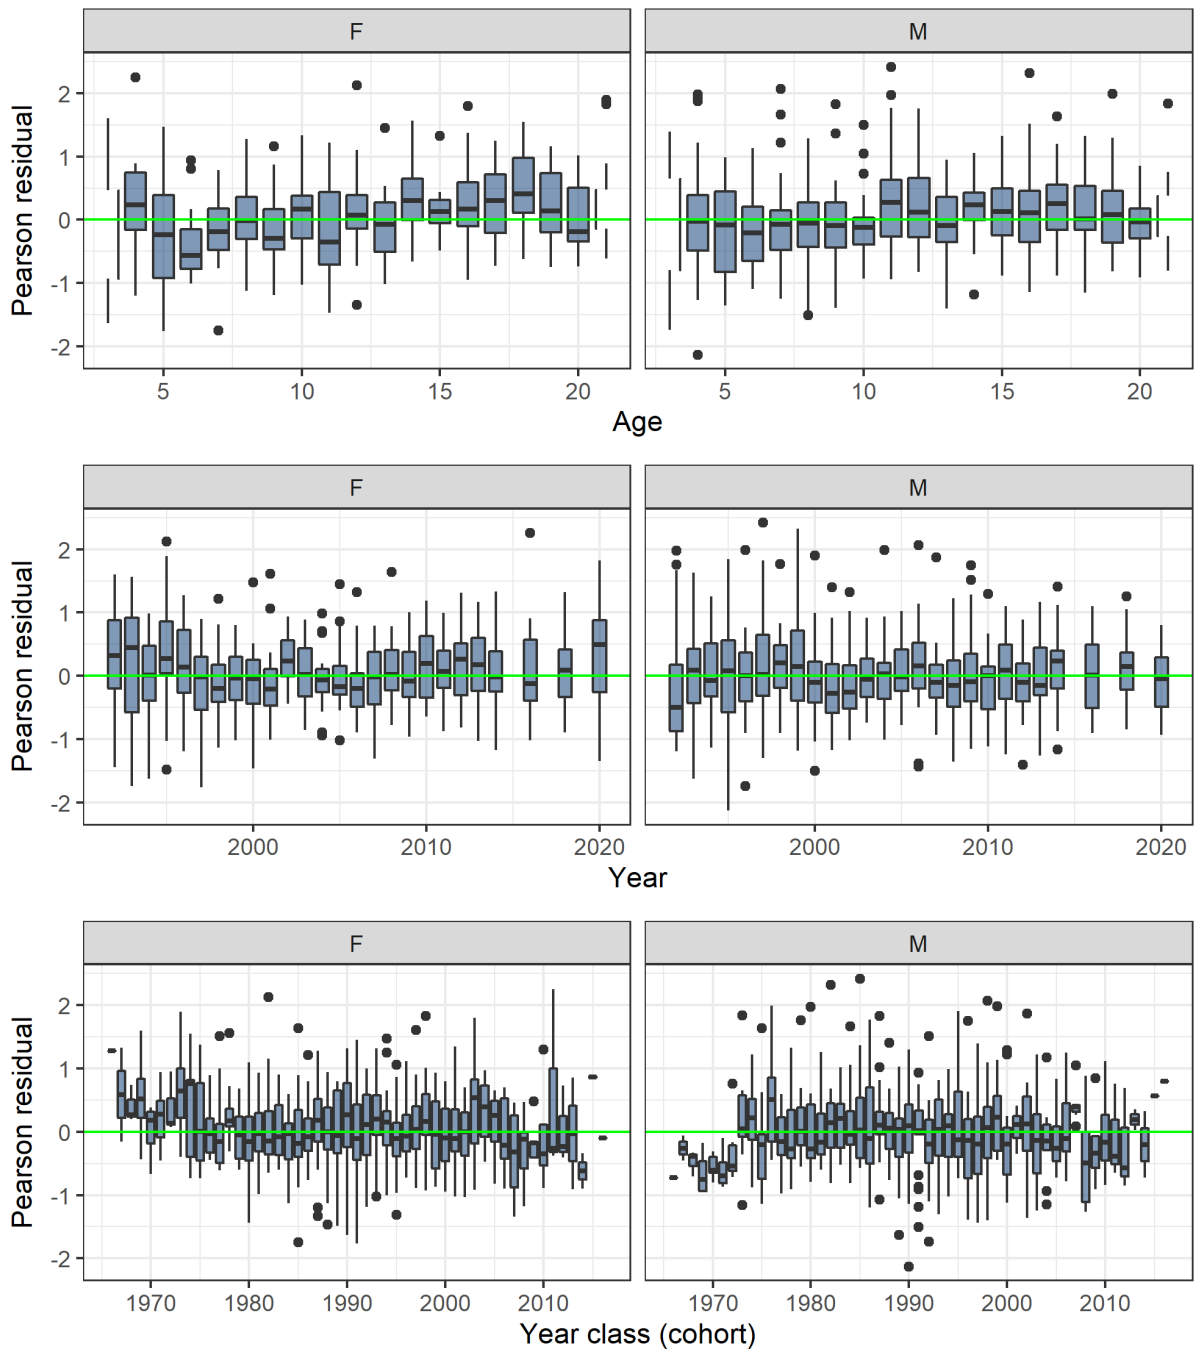 F M
Pearson residual
2
1
0
-1
-2
5 10 15 20 5 10 15 20
Age
F M
Pearson residual
2
1
0
-1
-2
2000 2010 2020 2000 2010 2020
Year
F M
Pearson residual
2
1
0
-1
-2
1970 1980 1990 2000 2010 1970 1980 1990 2000 2010
Year class (cohort)